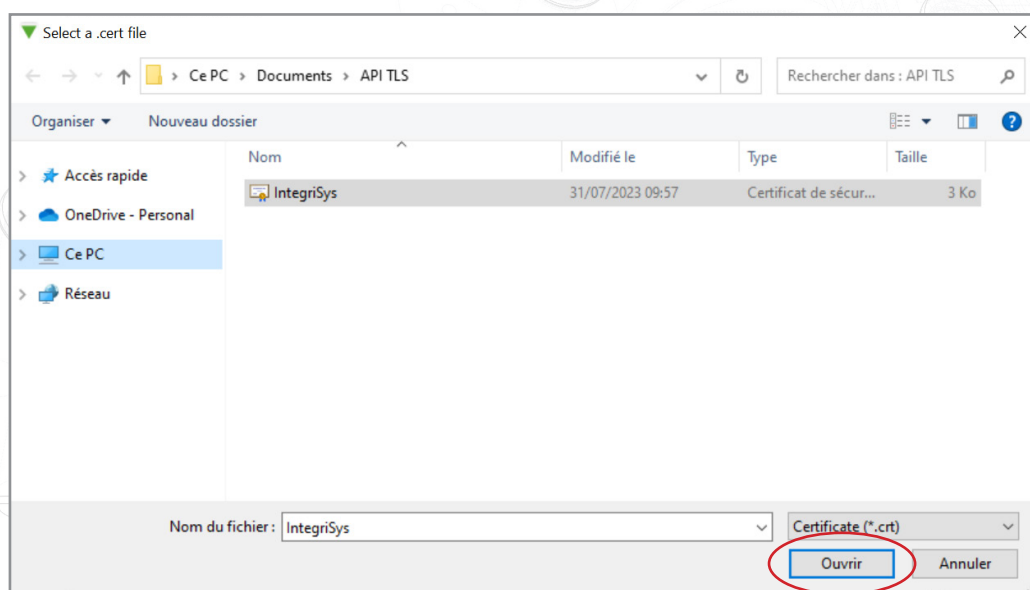 Select a .cert file
Ce PC > Documents > API TLS
Rechercher dans : API TLS
Organiser
Nouveau dossier
Nom
Modifié le
Type
Taille
Accès rapide
OneDrive - Personal
Ce PC
Réseau
IntegriSys
31/07/2023 09:57
Certificat de sécur...
3 Ko
Nom du fichier :
IntegriSys
Certificate (*.crt)
Ouvrir
Annuler